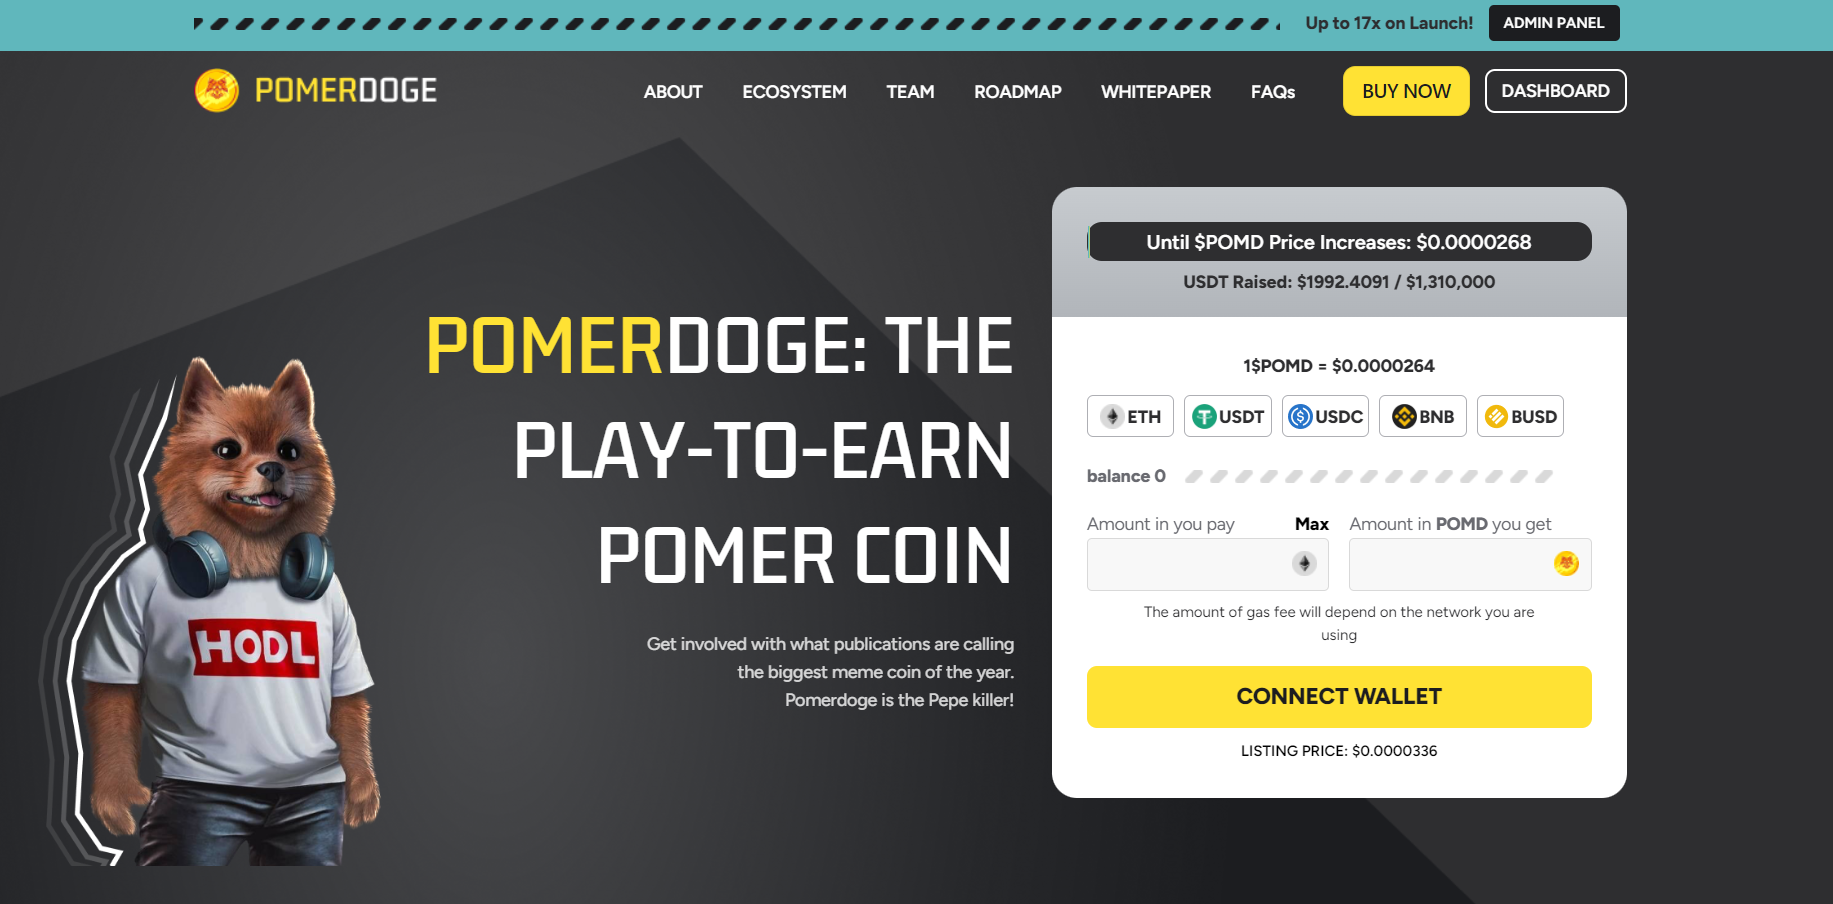 Up to 17x on Launch!
ADMIN PANEL
POMERDOGE
ABOUT
ECOSYSTEM
TEAM
ROADMAP
WHITEPAPER
FAQs
BUY NOW
DASHBOARD
POMERDOGE: THE
PLAY-TO-EARN
POMER COIN
Get involved with what publications are calling
the biggest meme coin of the year.
Pomerdoge is the Pepe killer!
HODL
Until $POMD Price Increases: $0.0000268
USDT Raised: $1992.4091 / $1,310,000
1$POMD = $0.0000264
ETH
USDT
USDC
BNB
BUSD
balance 0
Amount in you pay
Max
Amount in POMD you get
The amount of gas fee will depend on the network you are
using
CONNECT WALLET
LISTING PRICE: $0.0000336